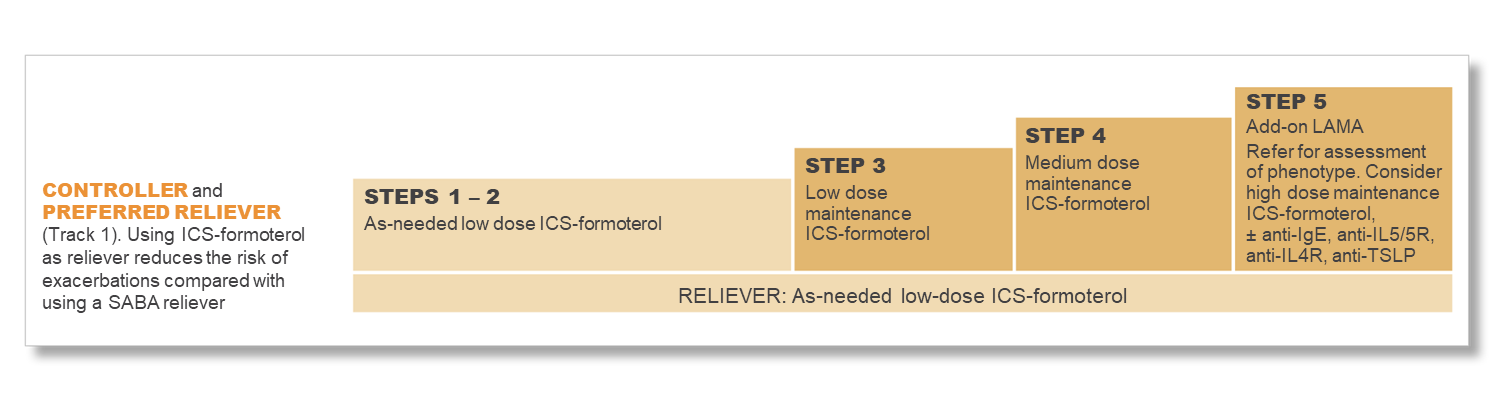 CONTROLLER and
PREFERRED RELIEVER
(Track 1). Using ICS-formoterol
as reliever reduces the risk of
exacerbations compared with
using a SABA reliever
STEPS 1 – 2
As-needed low dose ICS-formoterol
STEP 3
Low dose
maintenance
ICS-formoterol
STEP 4
Medium dose
maintenance
ICS-formoterol
STEP 5
Add-on LAMA
Refer for assessment
of phenotype. Consider
high dose maintenance
ICS-formoterol,
± anti-IgE, anti-IL5/5R,
anti-IL4R, anti-TSLP
RELIEVER: As-needed low-dose ICS-formoterol